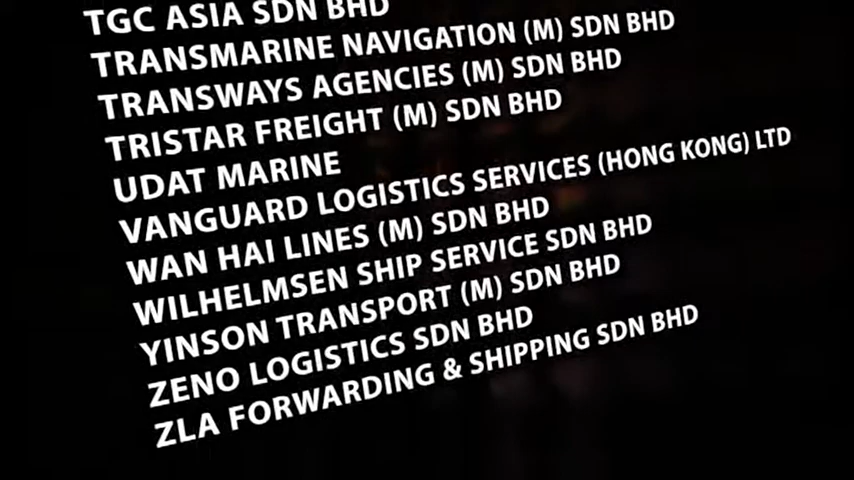 TGC ASIA SDN BHD
TRANSMARINE NAVIGATION (M) SDN BHD
TRANSWAYS AGENCIES (M) SDN BHD
TRISTAR FREIGHT (M) SDN BHD
UDAT MARINE
VANGUARD LOGISTICS SERVICES (HONG KONG) LTD
WAN HAI LINES (M) SDN BHD
WILHELMSEN SHIP SERVICE SDN BHD
YINSON TRANSPORT (M) SDN BHD
ZENO LOGISTICS SDN BHD
ZLA FORWARDING & SHIPPING SDN BHD